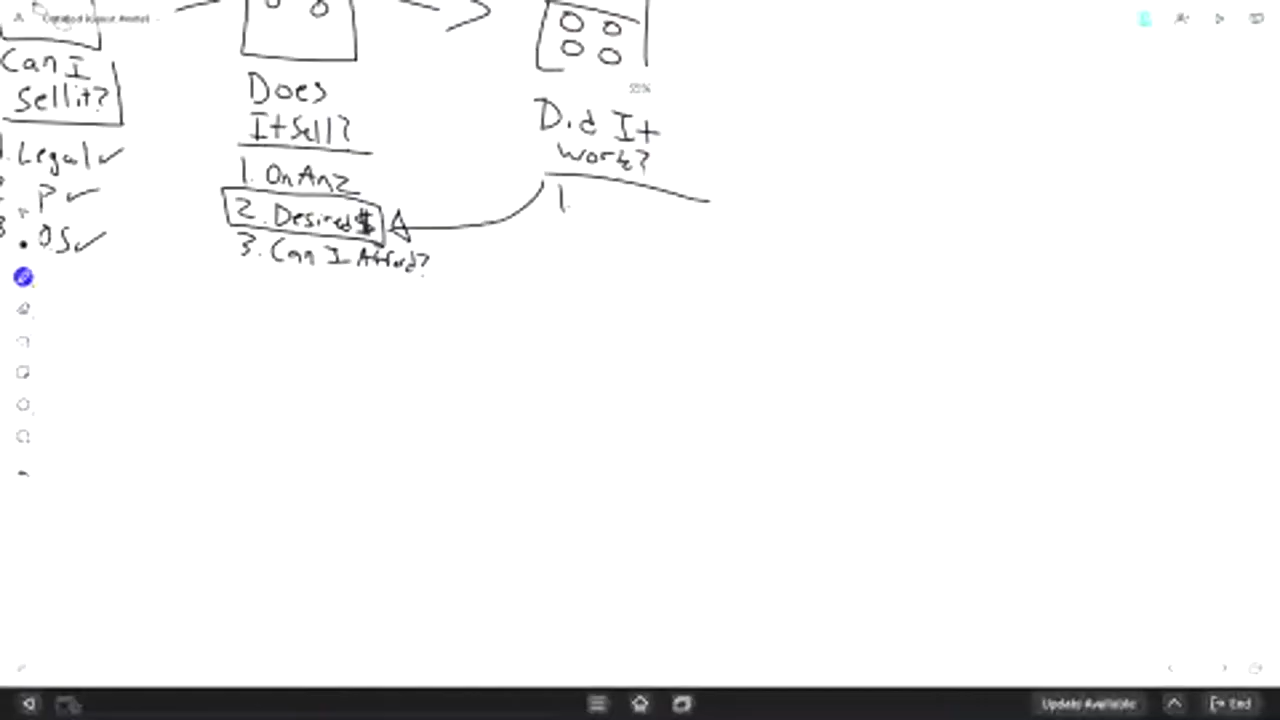 Can I
Sell it?
Legal ✓
P ✓
OS ✓
Does
It Sell?
1. On Anz
2. Desired $
3. Can I Afford?
Did It
Work?
1.
Update Available
End